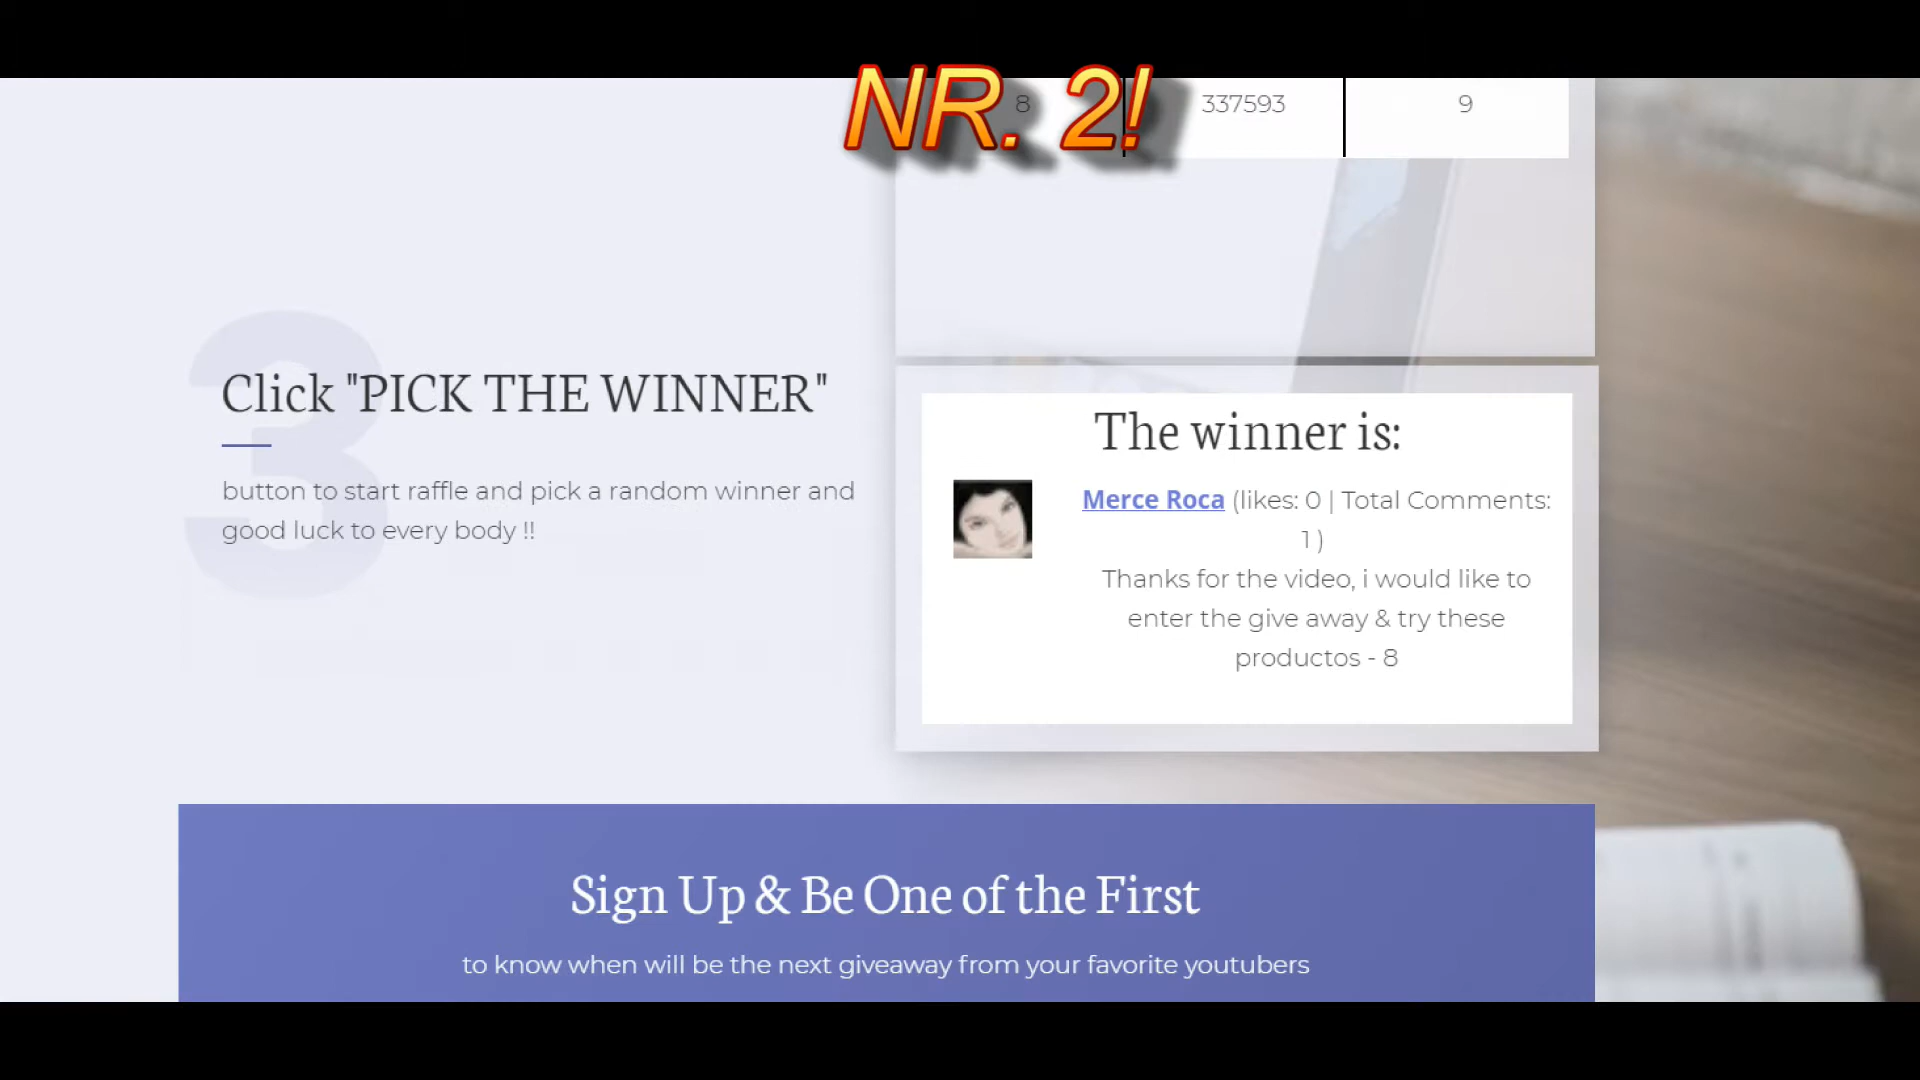 NR. 2!
8 337593 9
3
Click "PICK THE WINNER"
button to start raffle and pick a random winner and
good luck to every body !!
The winner is:
Merce Roca (likes: 0 | Total Comments:
1 )
Thanks for the video, i would like to
enter the give away & try these
productos - 8
Sign Up & Be One of the First
to know when will be the next giveaway from your favorite youtubers